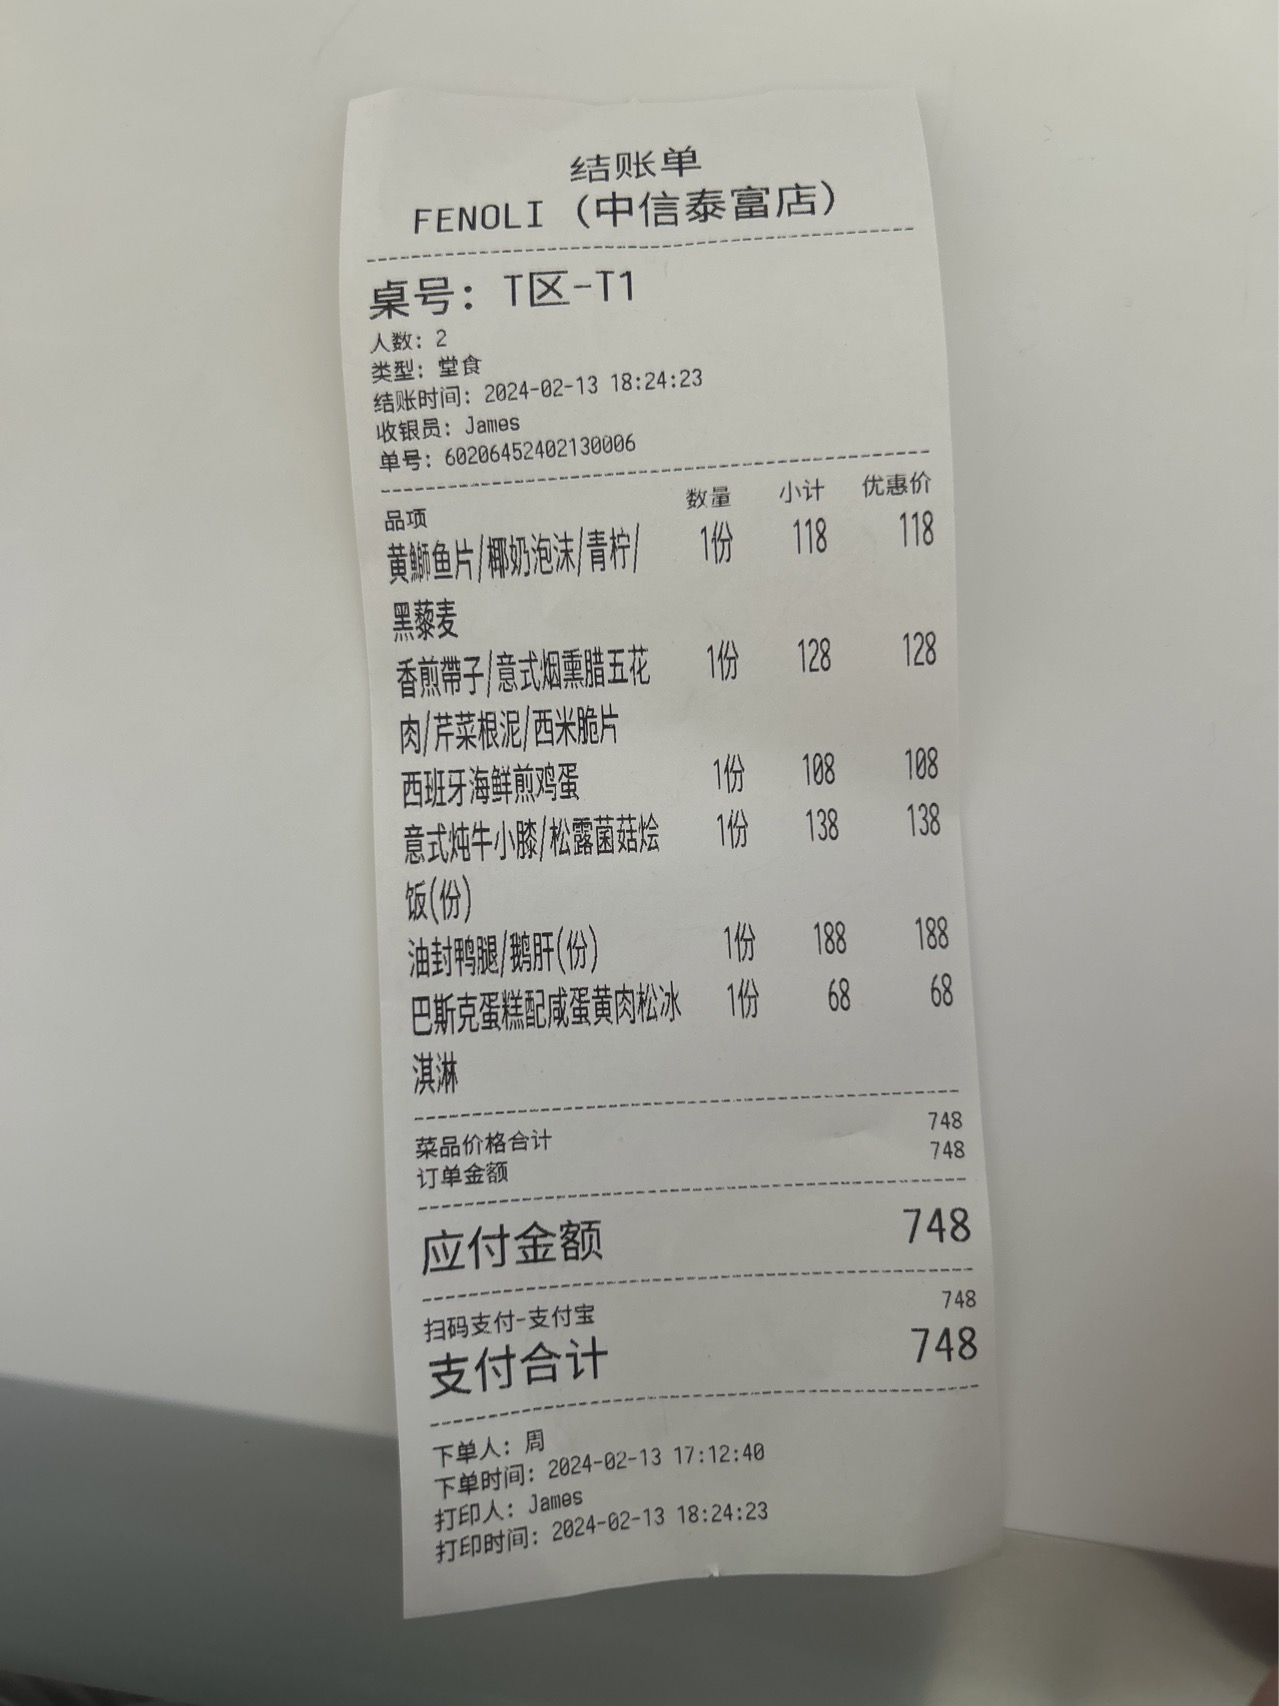 结账单
FENOLI（中信泰富店）
桌号：T区-T1
人数：2
类型：堂食
结账时间：2024-02-13 18:24:23
收银员：James
单号：60206452402130006
品项 数量 小计 优惠价
黄鰤鱼片/椰奶泡沫/青柠/ 1份 118 118
黑藜麦
香煎帶子/意式烟熏腊五花 1份 128 128
肉/芹菜根泥/西米脆片
西班牙海鲜煎鸡蛋 1份 108 108
意式炖牛小膝/松露菌菇烩 1份 138 138
饭(份)
油封鸭腿/鹅肝(份) 1份 188 188
巴斯克蛋糕配咸蛋黄肉松冰 1份 68 68
淇淋
菜品价格合计 748
订单金额 748
应付金额 748
扫码支付-支付宝 748
支付合计 748
下单人：周
下单时间：2024-02-13 17:12:40
打印人：James
打印时间：2024-02-13 18:24:23